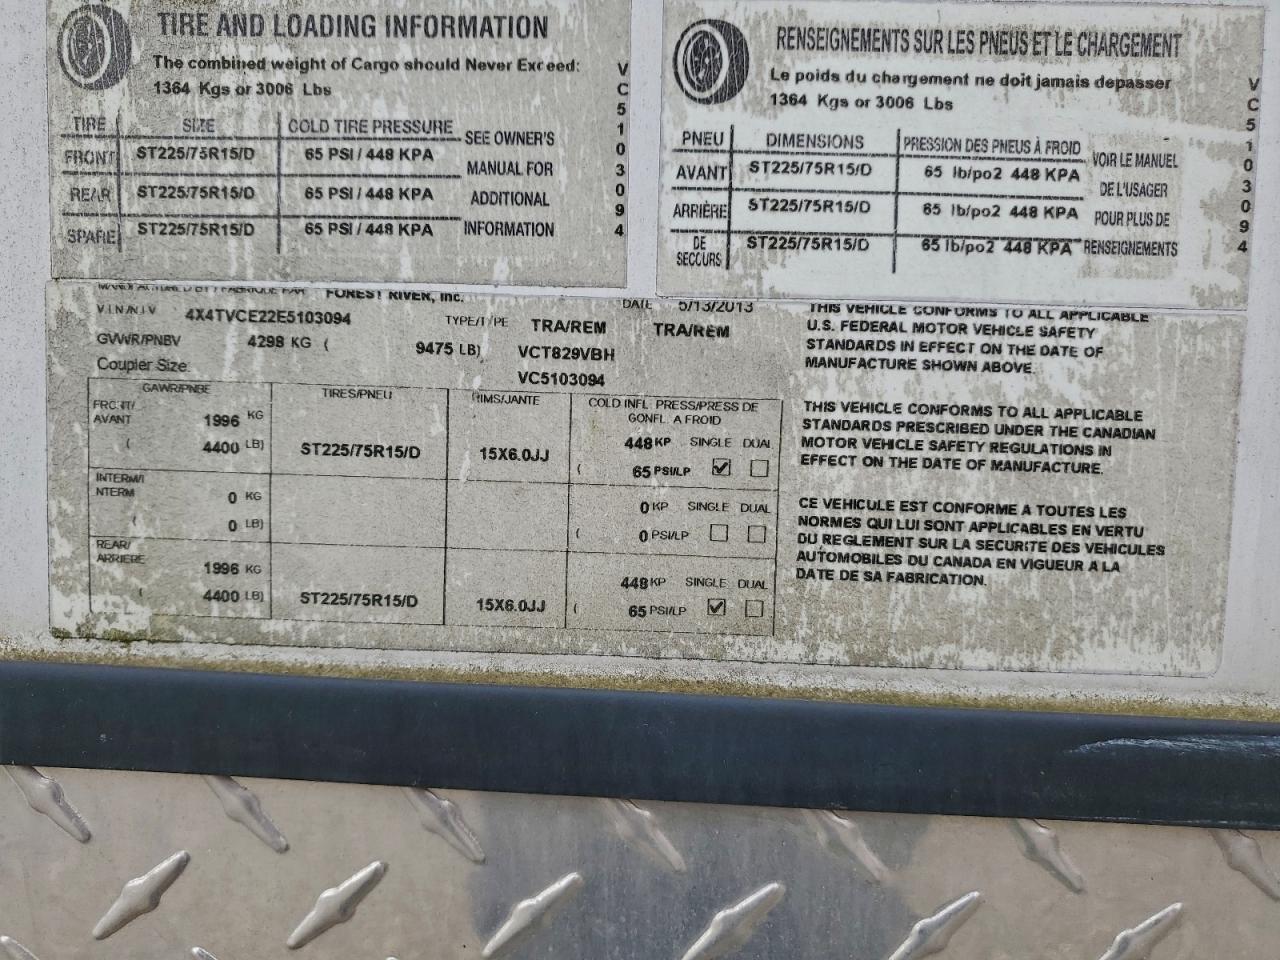 TIRE AND LOADING INFORMATION
The combined weight of Cargo should Never Exceed:
1364 Kgs or 3006 Lbs
TIRE SIZE COLD TIRE PRESSURE SEE OWNER'S
FRONT ST225/75R15/D 65 PSI / 448 KPA MANUAL FOR
REAR ST225/75R15/D 65 PSI / 448 KPA ADDITIONAL
SPARE ST225/75R15/D 65 PSI / 448 KPA INFORMATION
VC5103094
RENSEIGNEMENTS SUR LES PNEUS ET LE CHARGEMENT
Le poids du chargement ne doit jamais depasser
1364 Kgs or 3006 Lbs
PNEU DIMENSIONS PRESSION DES PNEUS À FROID VOIR LE MANUEL
AVANT ST225/75R15/D 65 lb/po2 448 KPA DE L'USAGER
ARRIÈRE ST225/75R15/D 65 lb/po2 448 KPA POUR PLUS DE
DE SECOURS ST225/75R15/D 65 lb/po2 448 KPA RENSEIGNEMENTS
VC5103094
MANUFACTURED BY / FABRIQUE PAR FOREST RIVER, Inc.
DATE 5/13/2013
V.I.N/N.I.V 4X4TVCE22E5103094 TYPE/TYPE TRA/REM TRA/REM
GVWR/PNBV 4298 KG ( 9475 LB) VCT829VBH
Coupler Size: VC5103094
GAWR/PNBE TIRES/PNEU RIMS/JANTE COLD INFL. PRESS/PRESS DE
GONFL. A FROID
FRONT/
AVANT 1996 KG 448 KP SINGLE DUAL
( 4400 LB) ST225/75R15/D 15X6.0JJ ( 65 PSI/LP
INTERM/I
NTERM 0 KG 0 KP SINGLE DUAL
( 0 LB) ( 0 PSI/LP
REAR/
ARRIERE 1996 KG 448 KP SINGLE DUAL
( 4400 LB) ST225/75R15/D 15X6.0JJ ( 65 PSI/LP
THIS VEHICLE CONFORMS TO ALL APPLICABLE
U.S. FEDERAL MOTOR VEHICLE SAFETY
STANDARDS IN EFFECT ON THE DATE OF
MANUFACTURE SHOWN ABOVE.
THIS VEHICLE CONFORMS TO ALL APPLICABLE
STANDARDS PRESCRIBED UNDER THE CANADIAN
MOTOR VEHICLE SAFETY REGULATIONS IN
EFFECT ON THE DATE OF MANUFACTURE.
CE VEHICULE EST CONFORME A TOUTES LES
NORMES QUI LUI SONT APPLICABLES EN VERTU
DU REGLEMENT SUR LA SECURITE DES VEHICULES
AUTOMOBILES DU CANADA EN VIGUEUR A LA
DATE DE SA FABRICATION.